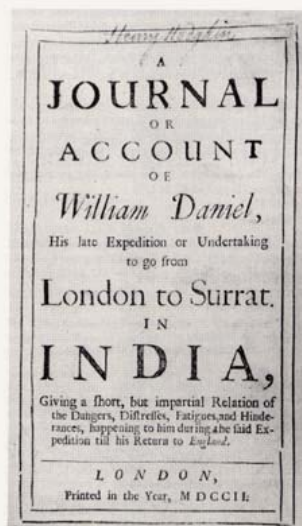 Henry Hodgkin
A
JOURNAL
OR
ACCOUNT
OF
William Daniel,
His late Expedition or Undertaking
to go from
London to Surrat.
IN
INDIA,
Giving a ſhort, but impartial Relation of
the Dangers, Diſtreſſes, Fatigues, and Hinde-
rances, happening to him during the ſaid Ex-
pedition till his Return to England.
LONDON,
Printed in the Year, MDCCII.